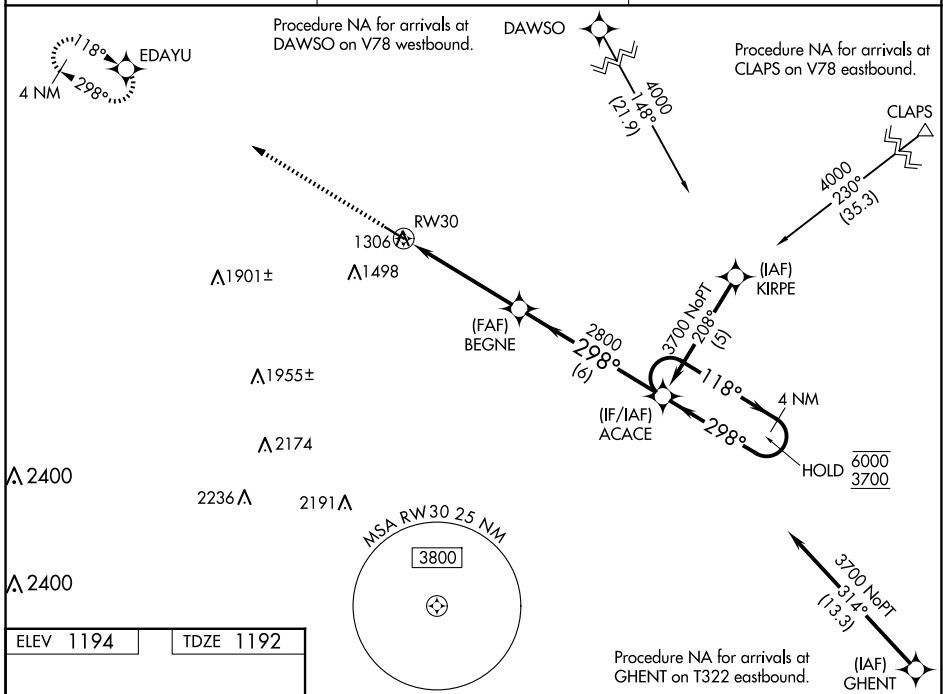 Procedure NA for arrivals at
DAWSO on V78 westbound.
DAWSO
Procedure NA for arrivals at
CLAPS on V78 eastbound.
118°
EDAYU
4 NM
298°
4000
148°
(21.9)
CLAPS
4000
230°
(35.3)
RW30
1306
1901±
1498
(IAF)
KIRPE
(FAF)
BEGNE
3700 NoPT
208°
(5)
2800
298°
(6)
1955±
118°
4 NM
(IF/IAF)
ACACE
298°
HOLD
6000
3700
2174
2400
2236
2191
MSA RW30 25 NM
3800
2400
3700 NoPT
314°
(13.3)
ELEV 1194
TDZE 1192
Procedure NA for arrivals at
GHENT on T322 eastbound.
(IAF)
GHENT